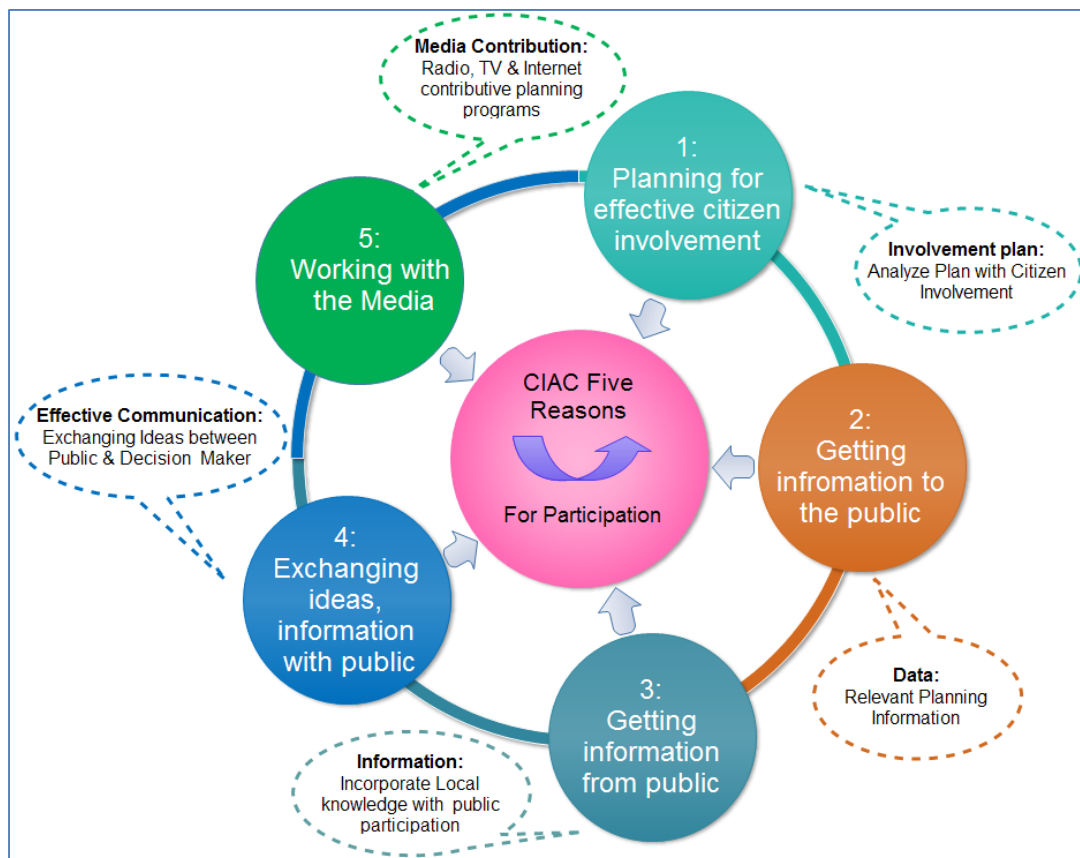 Media Contribution:
Radio, TV & Internet
contributive planning
programs
1:
Planning for
effective citizen
involvement
Involvement plan:
Analyze Plan with Citizen
Involvement
2:
Getting
infromation to
the public
Data:
Relevant Planning
Information
3:
Getting
information
from public
Information:
Incorporate Local
knowledge with public
participation
4:
Exchanging
ideas,
information
with public
Effective Communication:
Exchanging Ideas between
Public & Decision Maker
5:
Working with
the Media
CIAC Five
Reasons
For Participation